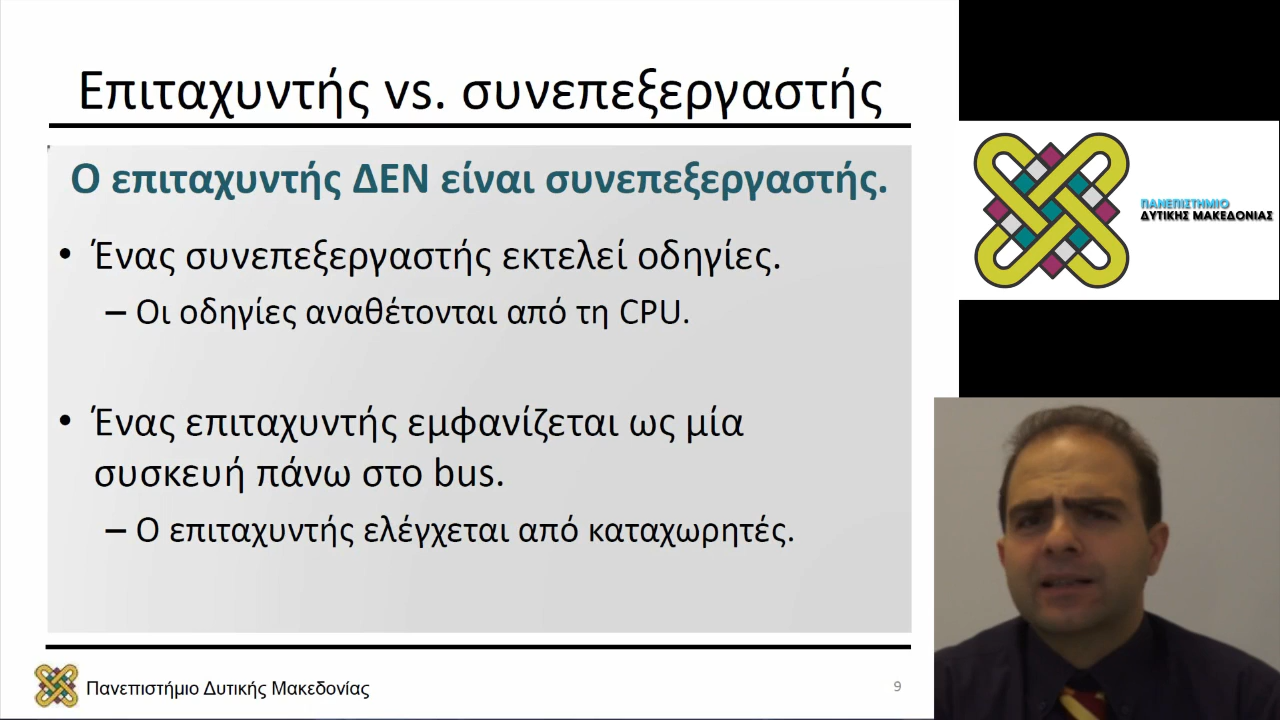 Επιταχυντής vs. συνεπεξεργαστής
Ο επιταχυντής ΔΕΝ είναι συνεπεξεργαστής.
• Ένας συνεπεξεργαστής εκτελεί οδηγίες.
– Οι οδηγίες αναθέτονται από τη CPU.
• Ένας επιταχυντής εμφανίζεται ως μία
συσκευή πάνω στο bus.
– Ο επιταχυντής ελέγχεται από καταχωρητές.
Πανεπιστήμιο Δυτικής Μακεδονίας
9
ΠΑΝΕΠΙΣΤΗΜΙΟ
ΔΥΤΙΚΗΣ ΜΑΚΕΔΟΝΙΑΣ